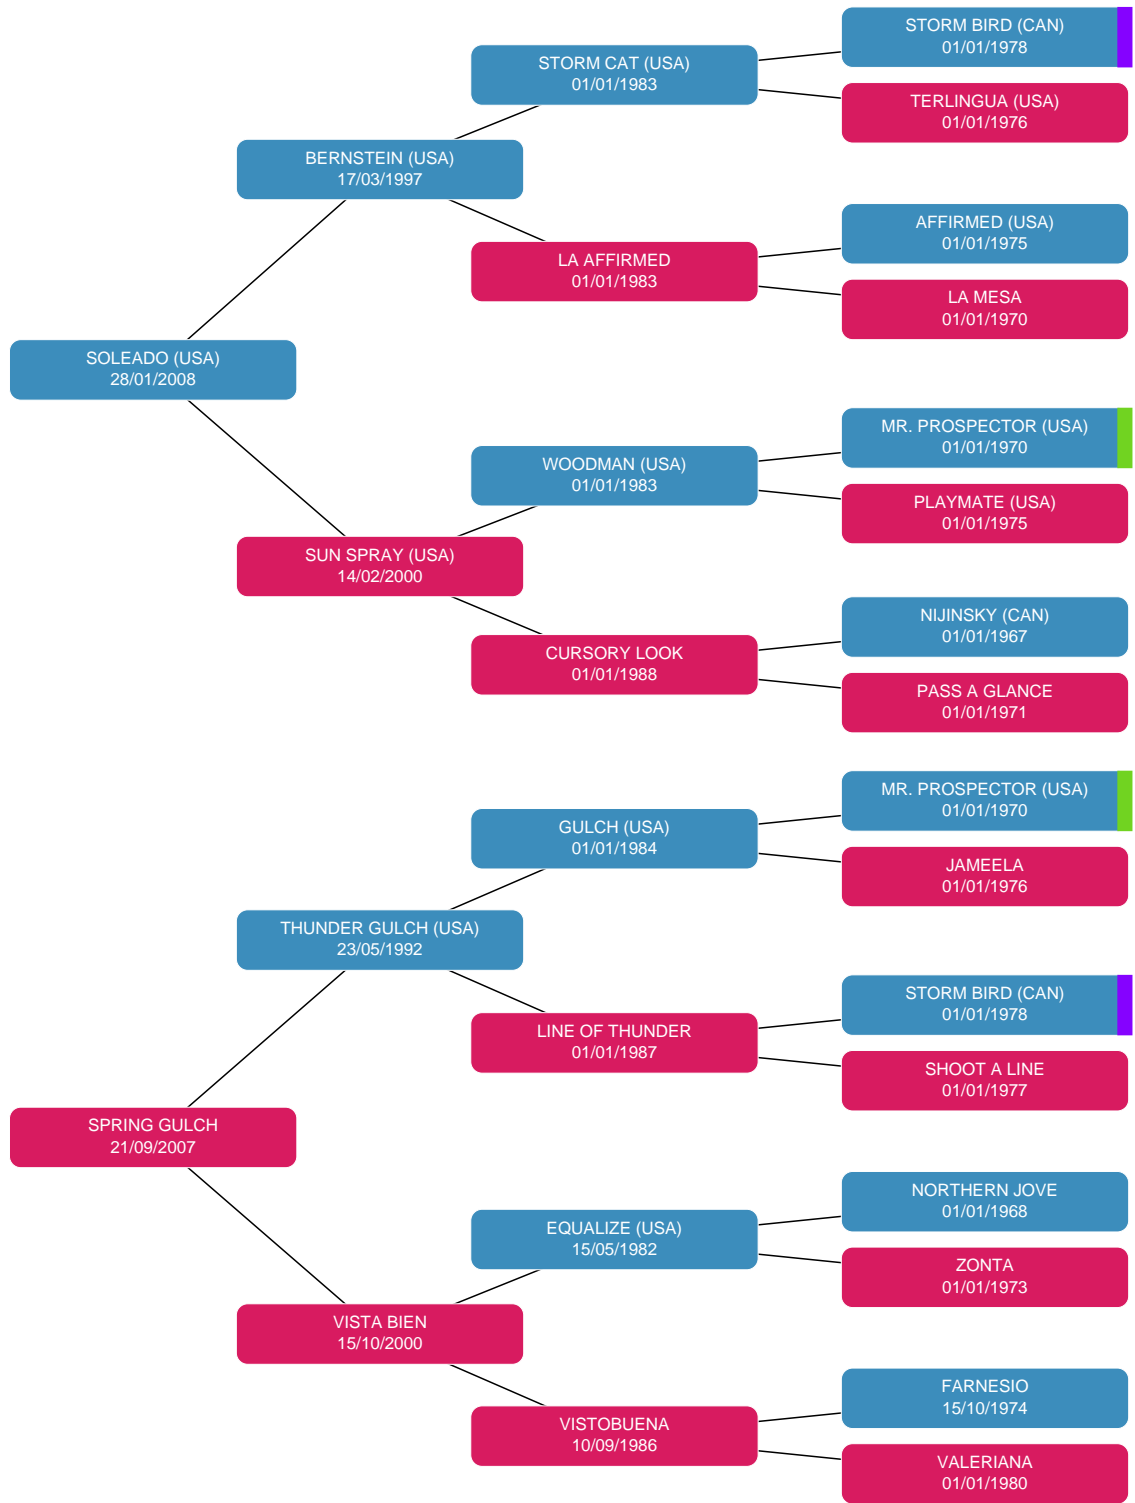 STORM BIRD (CAN)
01/01/1978
STORM CAT (USA)
01/01/1983
TERLINGUA (USA)
01/01/1976
BERNSTEIN (USA)
17/03/1997
AFFIRMED (USA)
01/01/1975
LA AFFIRMED
01/01/1983
LA MESA
01/01/1970
SOLEADO (USA)
28/01/2008
MR. PROSPECTOR (USA)
01/01/1970
WOODMAN (USA)
01/01/1983
PLAYMATE (USA)
01/01/1975
SUN SPRAY (USA)
14/02/2000
NIJINSKY (CAN)
01/01/1967
CURSORY LOOK
01/01/1988
PASS A GLANCE
01/01/1971
MR. PROSPECTOR (USA)
01/01/1970
GULCH (USA)
01/01/1984
JAMEELA
01/01/1976
THUNDER GULCH (USA)
23/05/1992
STORM BIRD (CAN)
01/01/1978
LINE OF THUNDER
01/01/1987
SHOOT A LINE
01/01/1977
SPRING GULCH
21/09/2007
NORTHERN JOVE
01/01/1968
EQUALIZE (USA)
15/05/1982
ZONTA
01/01/1973
VISTA BIEN
15/10/2000
FARNESIO
15/10/1974
VISTOBUENA
10/09/1986
VALERIANA
01/01/1980